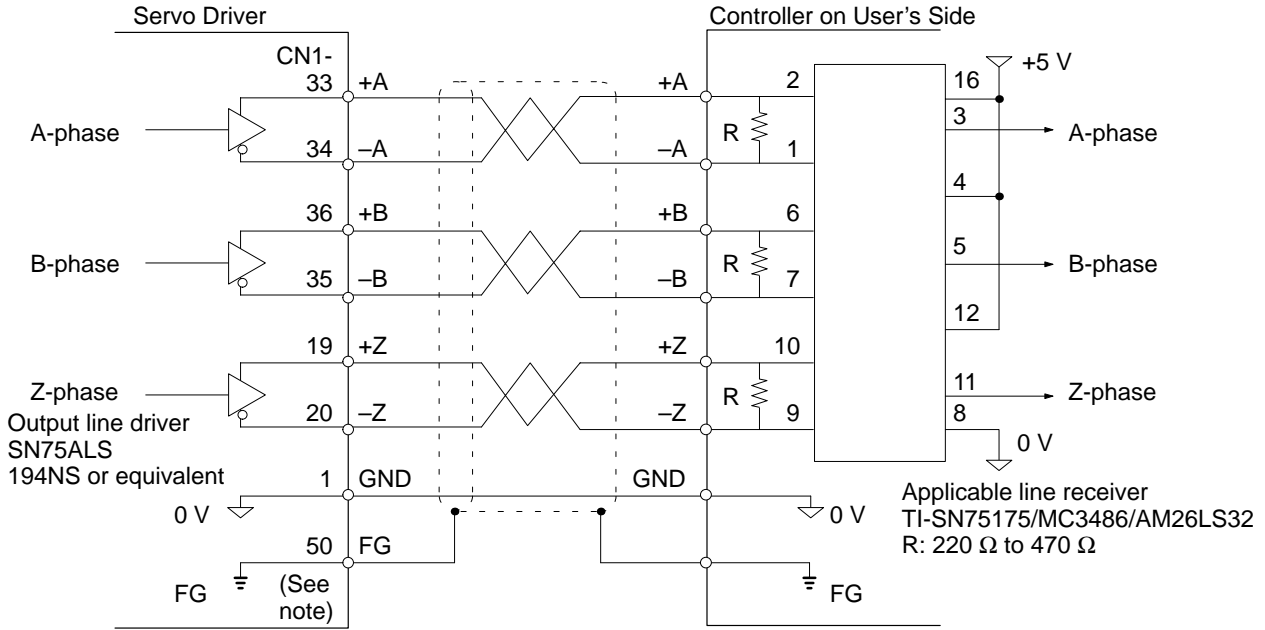 Servo Driver
Controller on User's Side
CN1-
33 +A +A 2 16 +5 V
A-phase R 3 A-phase
34 –A –A 1
4
36 +B +B 6
B-phase R 5 B-phase
35 –B –B 7
12
19 +Z +Z 10
Z-phase R 11 Z-phase
20 –Z –Z 9 8
Output line driver
SN75ALS
194NS or equivalent
0 V
1 GND GND
0 V 0 V
Applicable line receiver
TI-SN75175/MC3486/AM26LS32
R: 220 Ω to 470 Ω
50 FG
FG (See
note)
FG